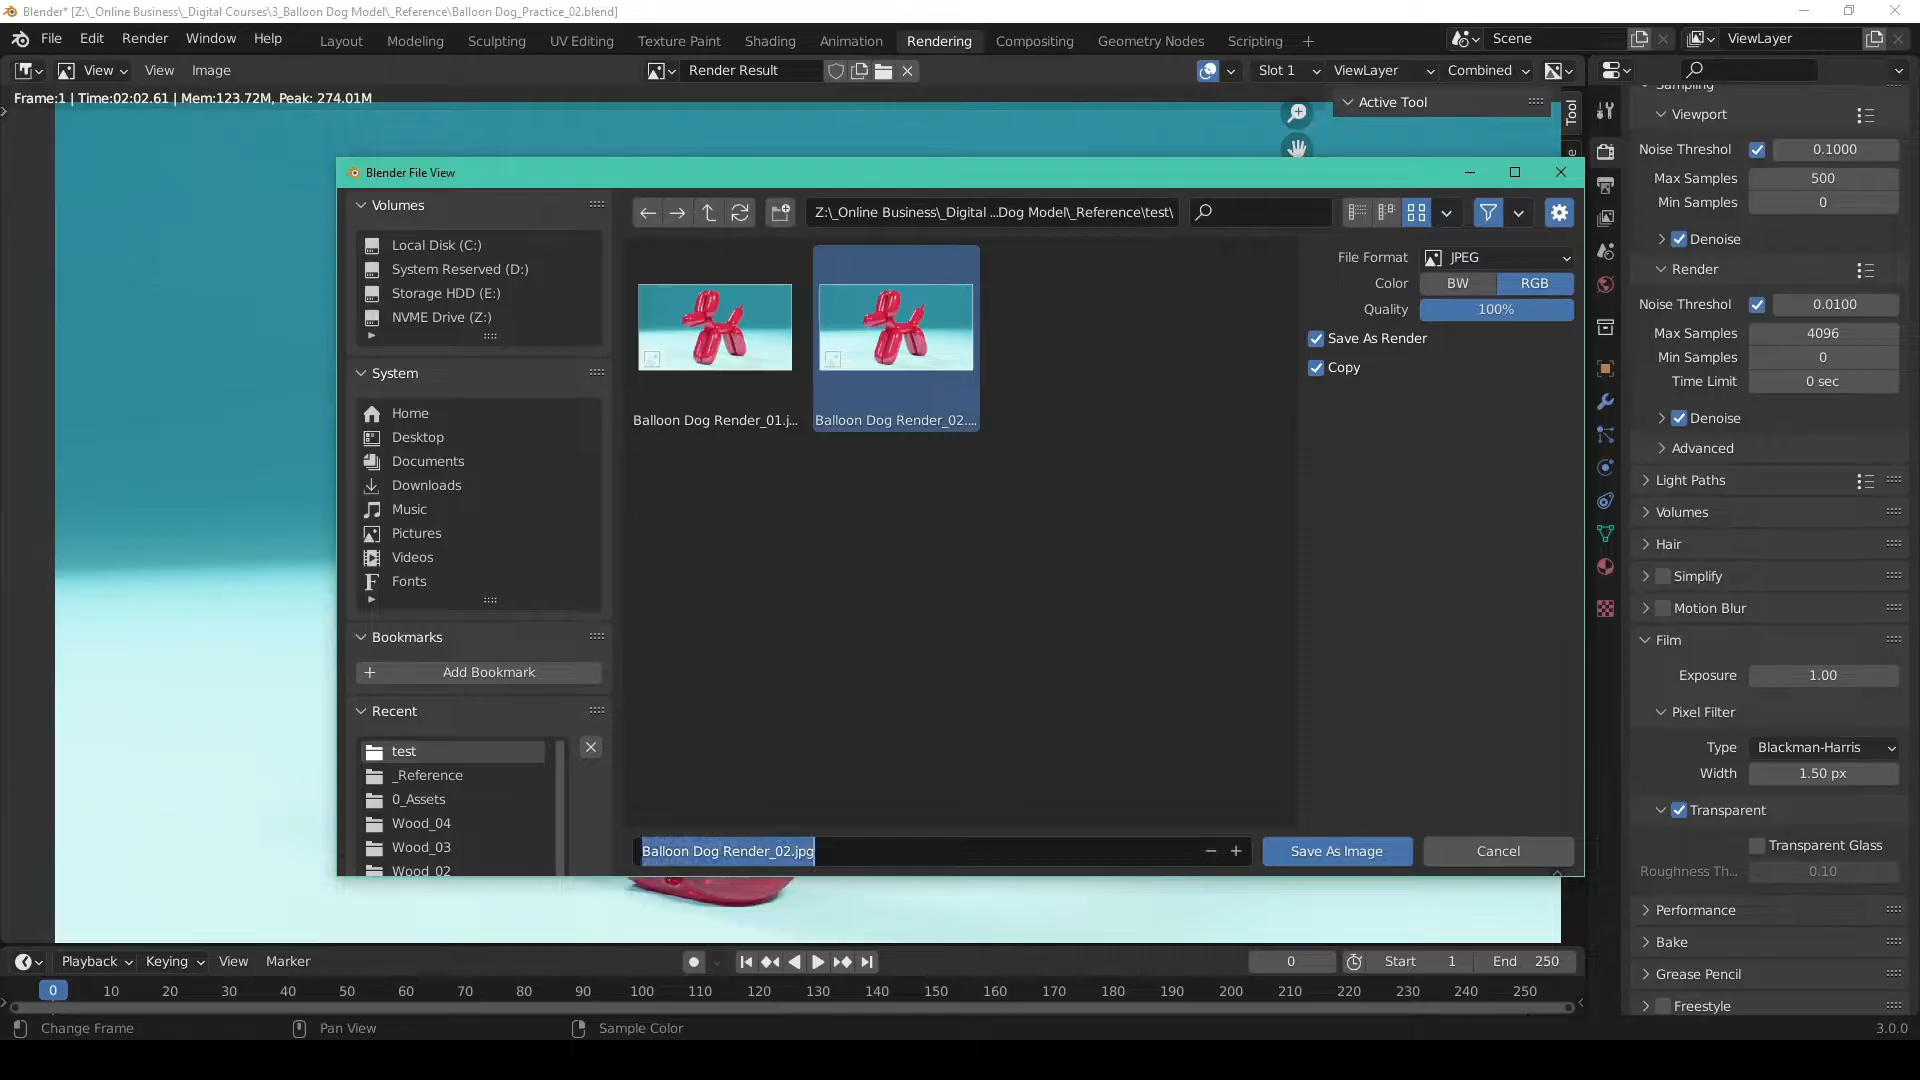 Blender* [Z:\_Online Business\_Digital Courses\3_Balloon Dog Model\_Reference\Balloon Dog_Practice_02.blend]
File Edit Render Window Help Layout Modeling Sculpting UV Editing Texture Paint Shading Animation Rendering Compositing Geometry Nodes Scripting + Scene ViewLayer
View View Image Render Result Slot 1 ViewLayer Combined
Frame:1 | Time:02:02.61 | Mem:123.72M, Peak: 274.01M
Active Tool
Tool
Blender File View
Volumes
Local Disk (C:)
System Reserved (D:)
Storage HDD (E:)
NVME Drive (Z:)
System
Home
Desktop
Documents
Downloads
Music
Pictures
Videos
Fonts
Bookmarks
Add Bookmark
Recent
test
_Reference
0_Assets
Wood_04
Wood_03
Wood_02
Z:\_Online Business\_Digital ...Dog Model\_Reference\test\
Balloon Dog Render_01.j...
Balloon Dog Render_02....
File Format JPEG
Color BW RGB
Quality 100%
Save As Render
Copy
Balloon Dog Render_02.jpg
Save As Image
Cancel
Sampling
Viewport
Noise Threshol 0.1000
Max Samples 500
Min Samples 0
Denoise
Render
Noise Threshol 0.0100
Max Samples 4096
Min Samples 0
Time Limit 0 sec
Denoise
Advanced
Light Paths
Volumes
Hair
Simplify
Motion Blur
Film
Exposure 1.00
Pixel Filter
Type Blackman-Harris
Width 1.50 px
Transparent
Transparent Glass
Roughness Th... 0.10
Performance
Bake
Grease Pencil
Freestyle
Playback Keying View Marker 0 Start 1 End 250
0 10 20 30 40 50 60 70 80 90 100 110 120 130 140 150 160 170 180 190 200 210 220 230 240 250
Change Frame Pan View Sample Color 3.0.0